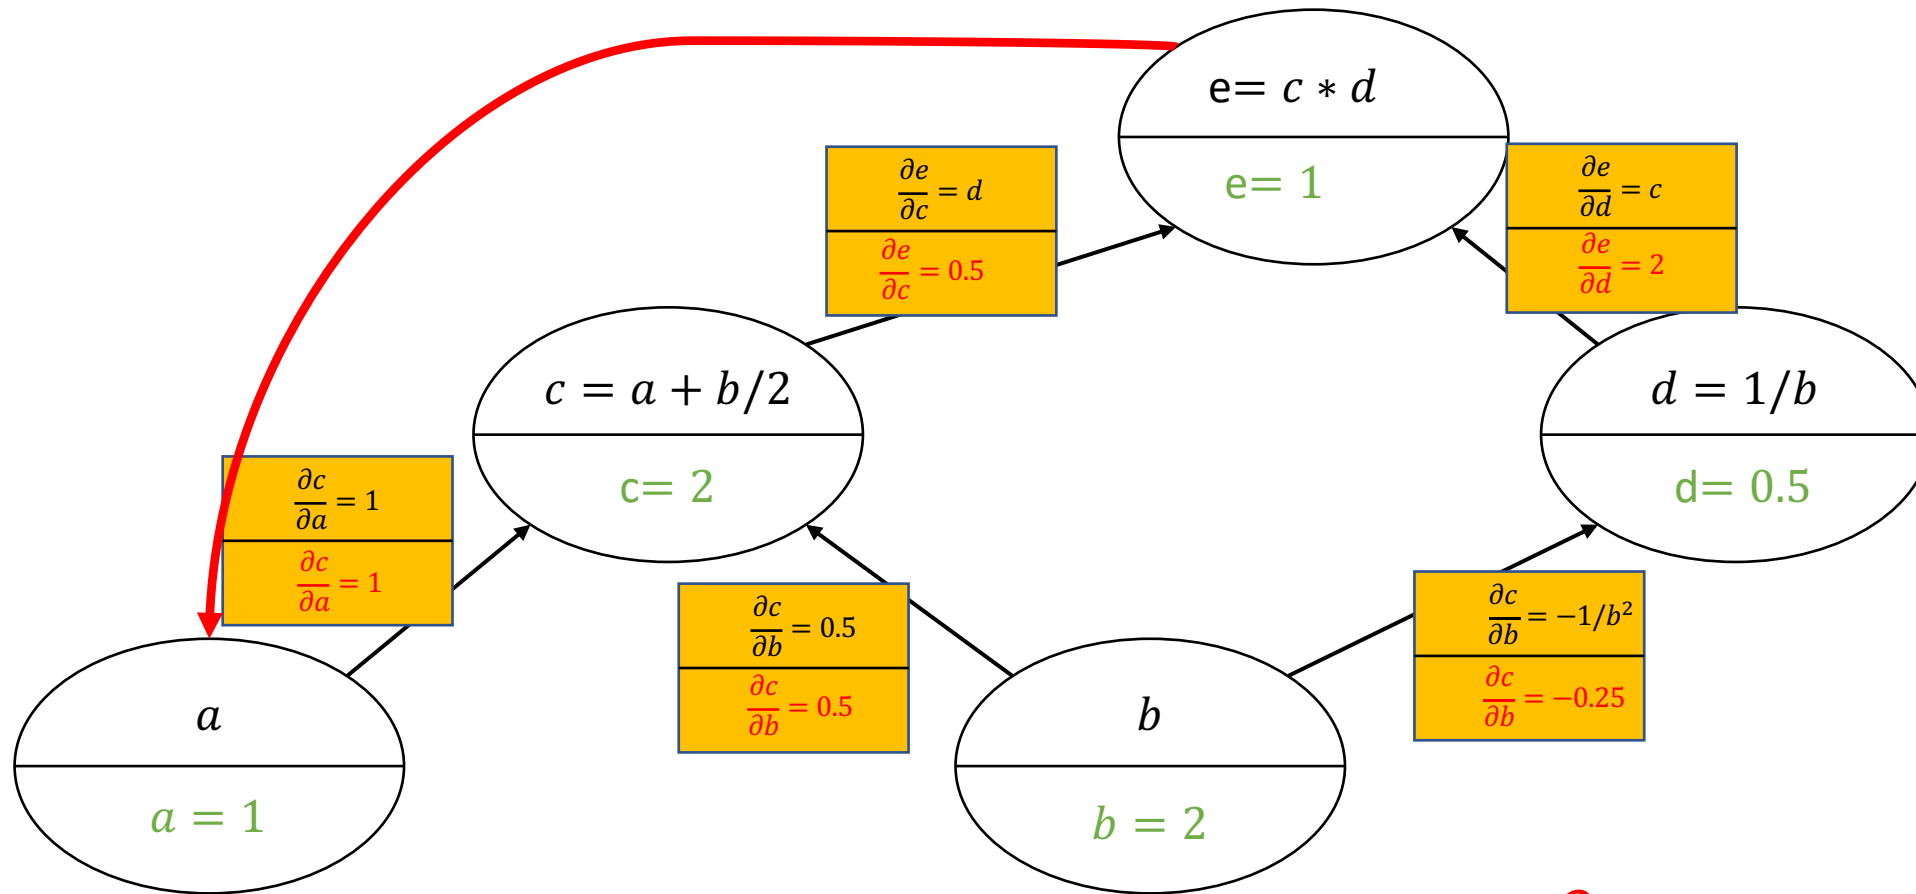 e= c ∗ d
e= 1
∂e/∂c = d
∂e/∂c = 0.5
∂e/∂d = c
∂e/∂d = 2
c = a + b/2
c= 2
d = 1/b
d= 0.5
∂c/∂a = 1
∂c/∂a = 1
∂c/∂b = 0.5
∂c/∂b = 0.5
∂c/∂b = −1/b²
∂c/∂b = −0.25
a
a = 1
b
b = 2